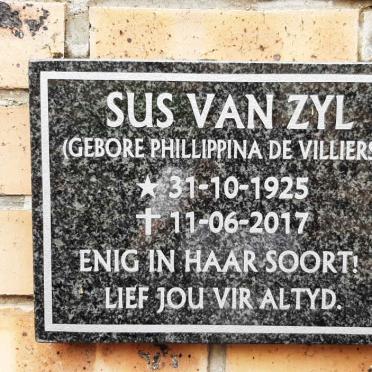 SUS VAN ZYL
(GEBORE PHILLIPPINA DE VILLIERS
★ 31-10-1925
✝ 11-06-2017
ENIG IN HAAR SOORT!
LIEF JOU VIR ALTYD.